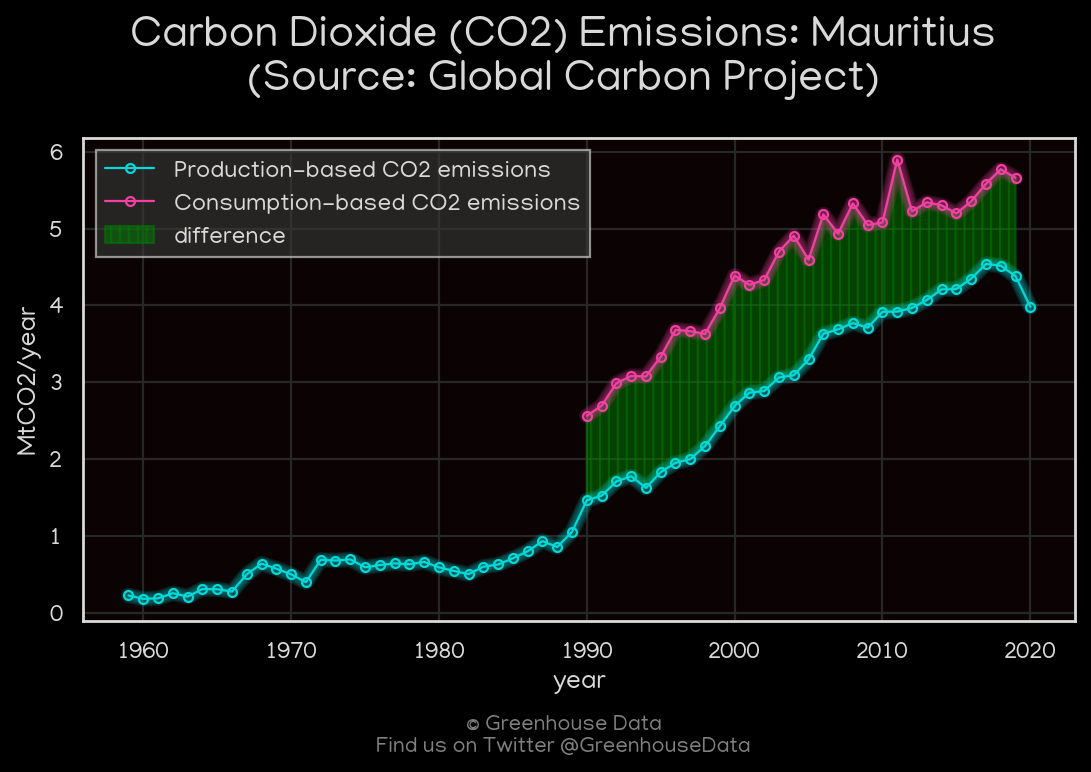 Carbon Dioxide (CO2) Emissions: Mauritius
(Source: Global Carbon Project)
Production-based CO2 emissions
Consumption-based CO2 emissions
difference
MtCO2/year
6
5
4
3
2
1
0
1960 1970 1980 1990 2000 2010 2020
year
© Greenhouse Data
Find us on Twitter @GreenhouseData